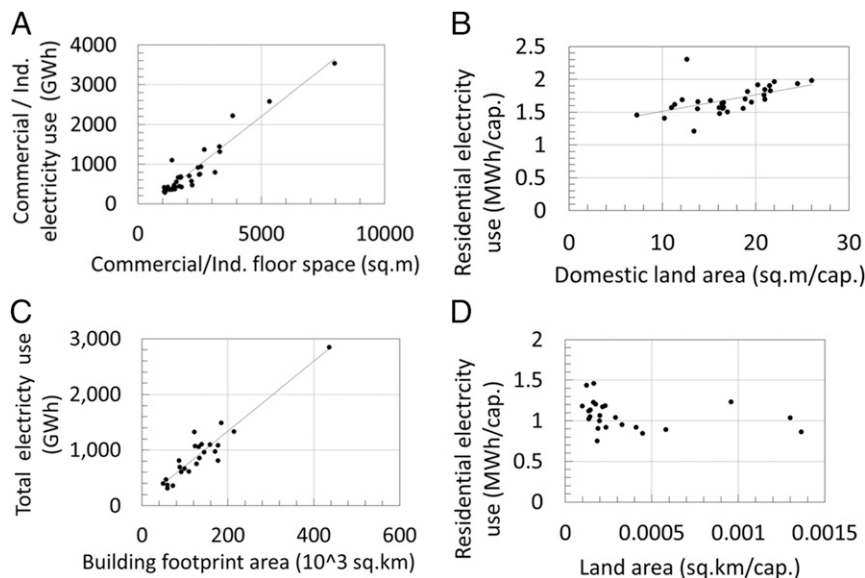 A
Commercial / Ind.
electricity use (GWh)
4000
3000
2000
1000
0
0 5000 10000
Commercial/Ind. floor space (sq.m)
B
Residential electrcity
use (MWh/cap.)
2.5
2
1.5
1
0.5
0
0 10 20 30
Domestic land area (sq.m/cap.)
C
Total electricty use
(GWh)
3,000
2,000
1,000
0
0 200 400 600
Building footprint area (10^3 sq.km)
D
Residential electrcity
use (MWh/cap.)
2
1.5
1
0.5
0
0 0.0005 0.001 0.0015
Land area (sq.km/cap.)